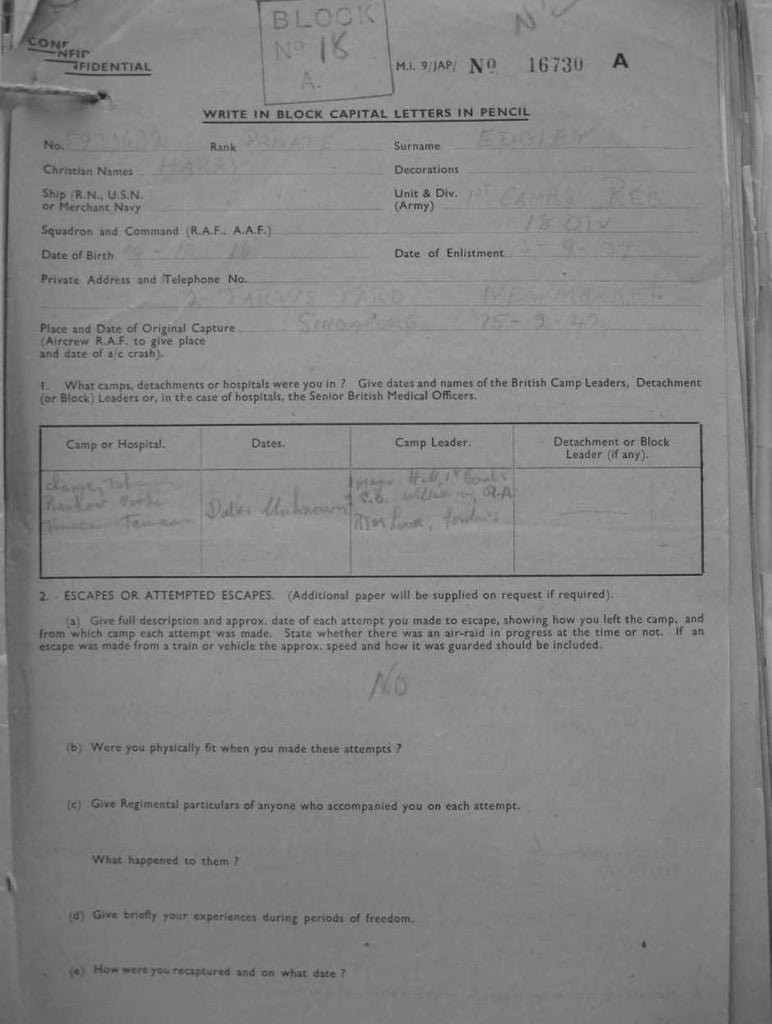 CONF
NFID
FIDENTIAL
BLOCK
No 18
A.
M.I. 9/JAP/ No 16730 A
WRITE IN BLOCK CAPITAL LETTERS IN PENCIL
No. Rank PRIVATE Surname EDGLEY
Christian Names HARRY Decorations
Ship (R.N., U.S.N. Unit & Div. 1st CAMBS REG
or Merchant Navy (Army)
18 DIV
Squadron and Command (R.A.F., A.A.F.)
Date of Birth Date of Enlistment 3-9-39
Private Address and Telephone No.
2 JARVIS YARD NEWMARKET
Place and Date of Original Capture SINGAPORE 15-2-42
(Aircrew R.A.F. to give place
and date of a/c crash).
1. What camps, detachments or hospitals were you in ? Give dates and names of the British Camp Leaders, Detachment
(or Block) Leaders or, in the case of hospitals, the Senior British Medical Officers.
Camp or Hospital. Dates. Camp Leader. Detachment or Block
Leader (if any).
Dates Unknown
2. - ESCAPES OR ATTEMPTED ESCAPES. (Additional paper will be supplied on request if required).
(a) Give full description and approx. date of each attempt you made to escape, showing how you left the camp, and
from which camp each attempt was made. State whether there was an air-raid in progress at the time or not. If an
escape was made from a train or vehicle the approx. speed and how it was guarded should be included.
NO
(b) Were you physically fit when you made these attempts ?
(c) Give Regimental particulars of anyone who accompanied you on each attempt.
What happened to them ?
(d) Give briefly your experiences during periods of freedom.
(e) How were you recaptured and on what date ?